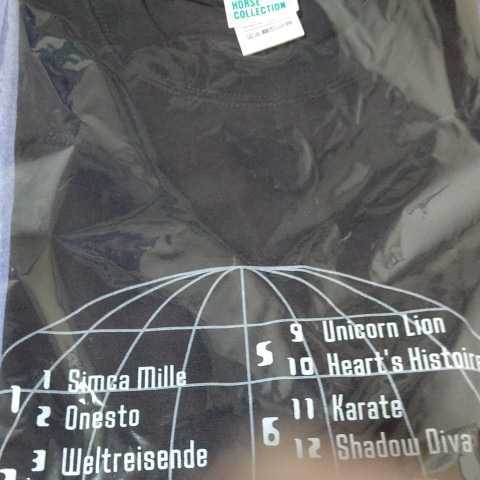 HORSE
COLLECTION
1 1 Simca Mille
2 Onesto
3 Weltreisende
5 9 Unicorn Lion
10 Heart's Histoire
6 11 Karate
12 Shadow Diva